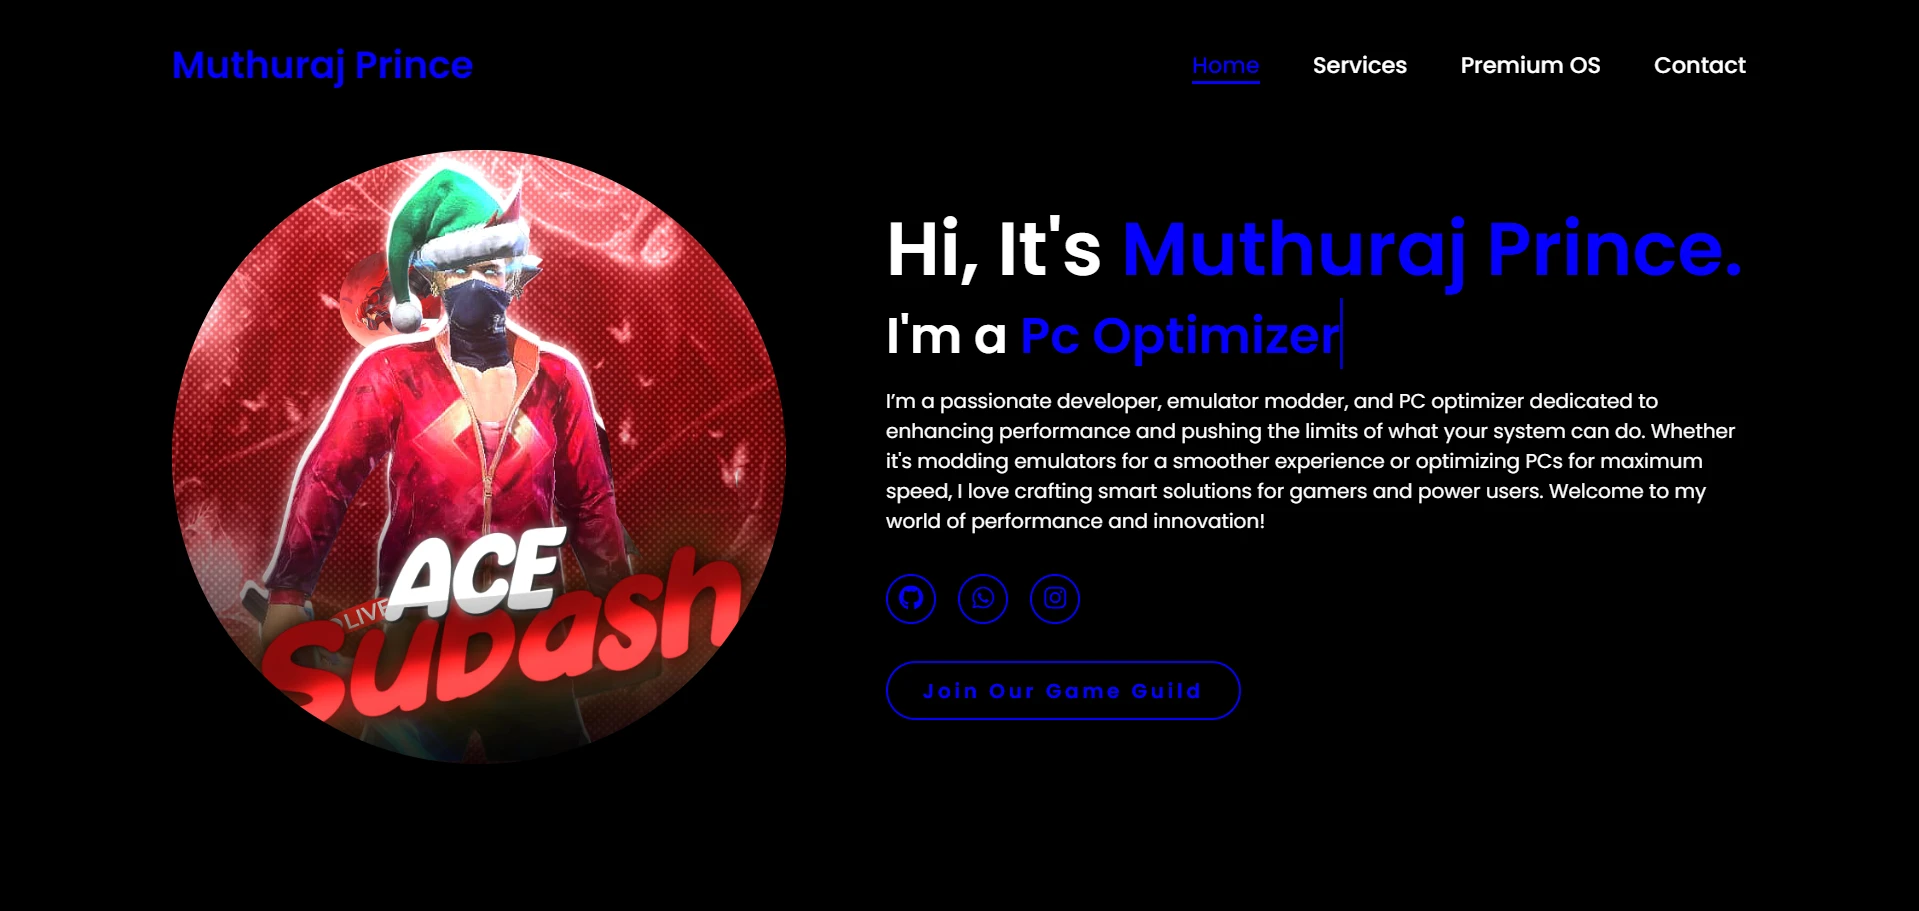 Muthuraj Prince
Home Services Premium OS Contact
Hi, It's Muthuraj Prince.
I'm a Pc Optimizer
I’m a passionate developer, emulator modder, and PC optimizer dedicated to
enhancing performance and pushing the limits of what your system can do. Whether
it's modding emulators for a smoother experience or optimizing PCs for maximum
speed, I love crafting smart solutions for gamers and power users. Welcome to my
world of performance and innovation!
Join Our Game Guild
ACE
LIVE
SuDash